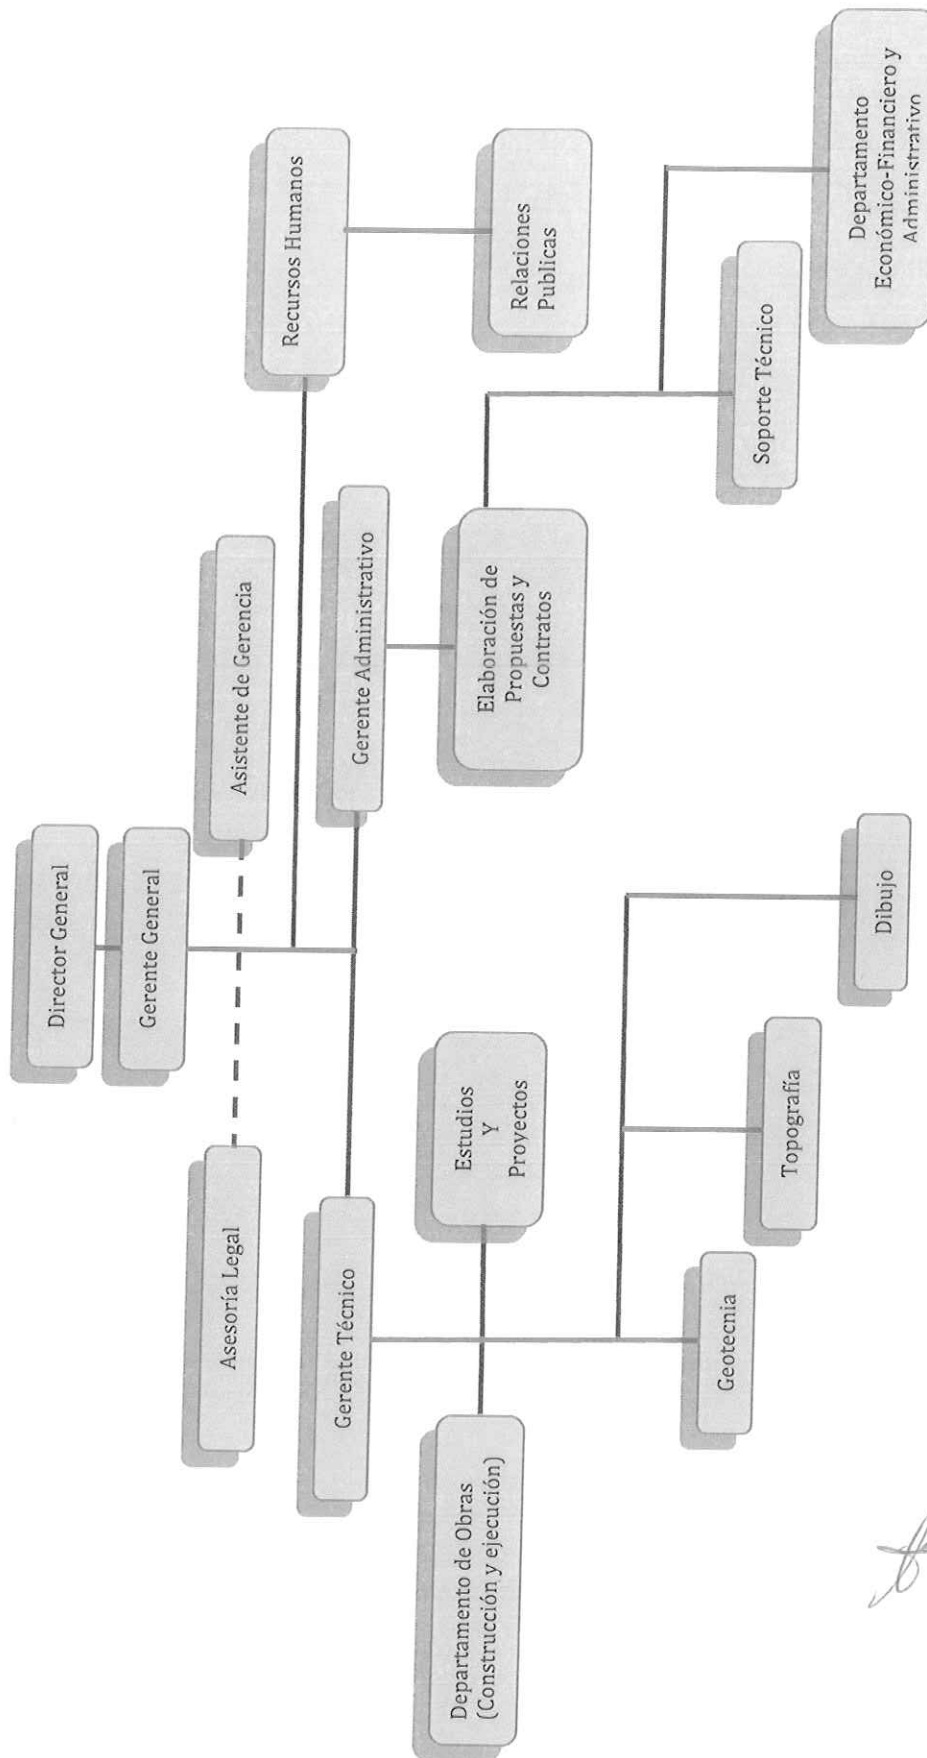 Director General
Gerente General
Asesoría Legal
Asistente de Gerencia
Recursos Humanos
Gerente Técnico
Gerente Administrativo
Departamento de Obras
(Construcción y ejecución)
Estudios
Y
Proyectos
Elaboración de
Propuestas y
Contratos
Relaciones
Publicas
Geotecnia
Topografía
Dibujo
Soporte Técnico
Departamento
Económico-Financiero y
Administrativo